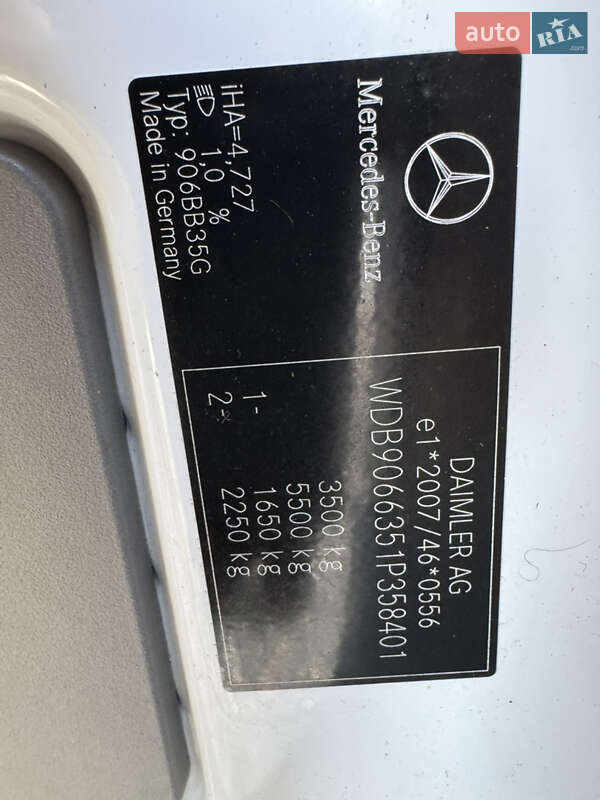 auto RIA.com
Mercedes-Benz
iHA=4,727
1,0 %
Typ: 906BB35G
Made in Germany
DAIMLER AG
e1*2007/46*0556
WDB9066351P358401
3500 kg
5500 kg
1- 1650 kg
2- 2250 kg